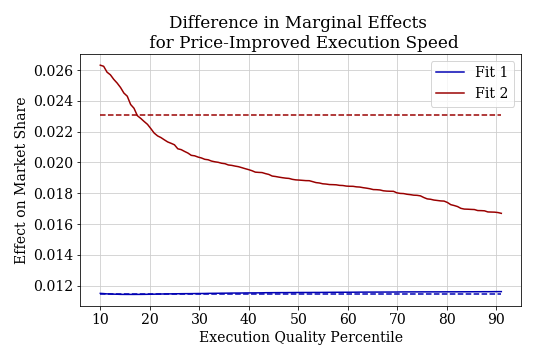 Difference in Marginal Effects
for Price-Improved Execution Speed
Effect on Market Share
0.026
0.024
0.022
0.020
0.018
0.016
0.014
0.012
Fit 1
Fit 2
10 20 30 40 50 60 70 80 90
Execution Quality Percentile